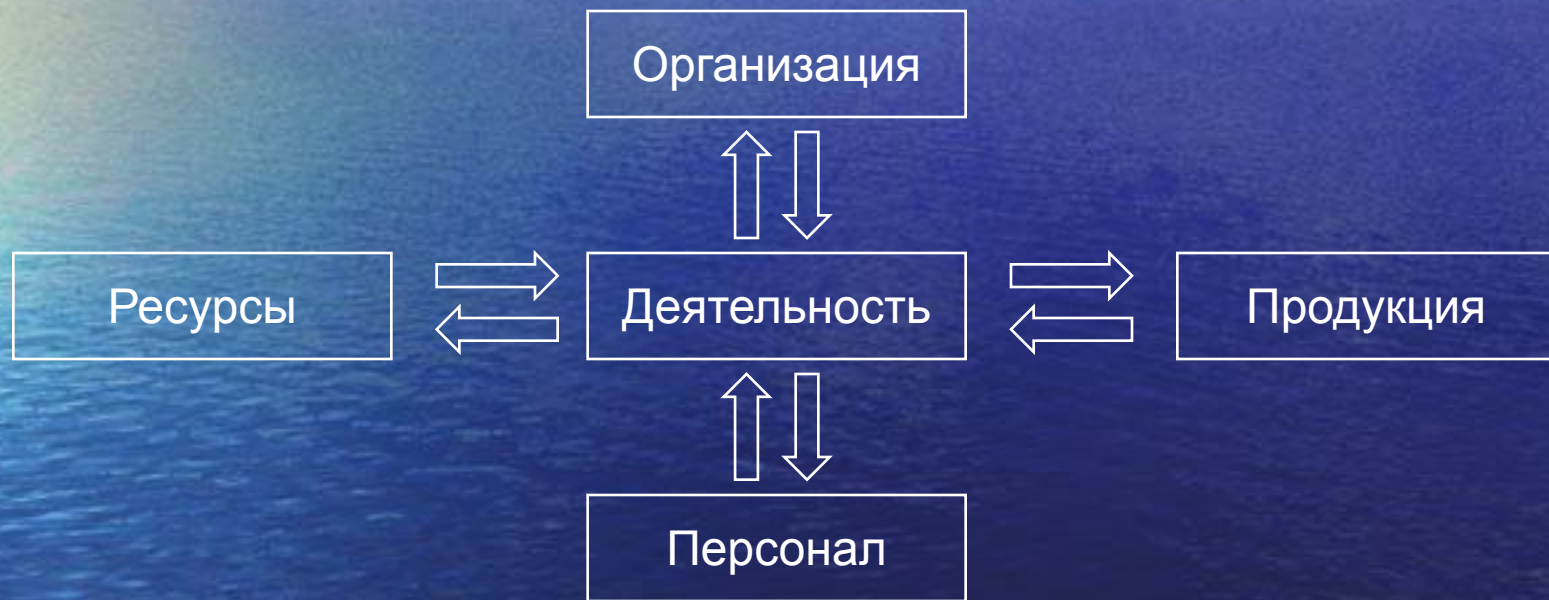 Организация
Ресурсы
Деятельность
Продукция
Персонал